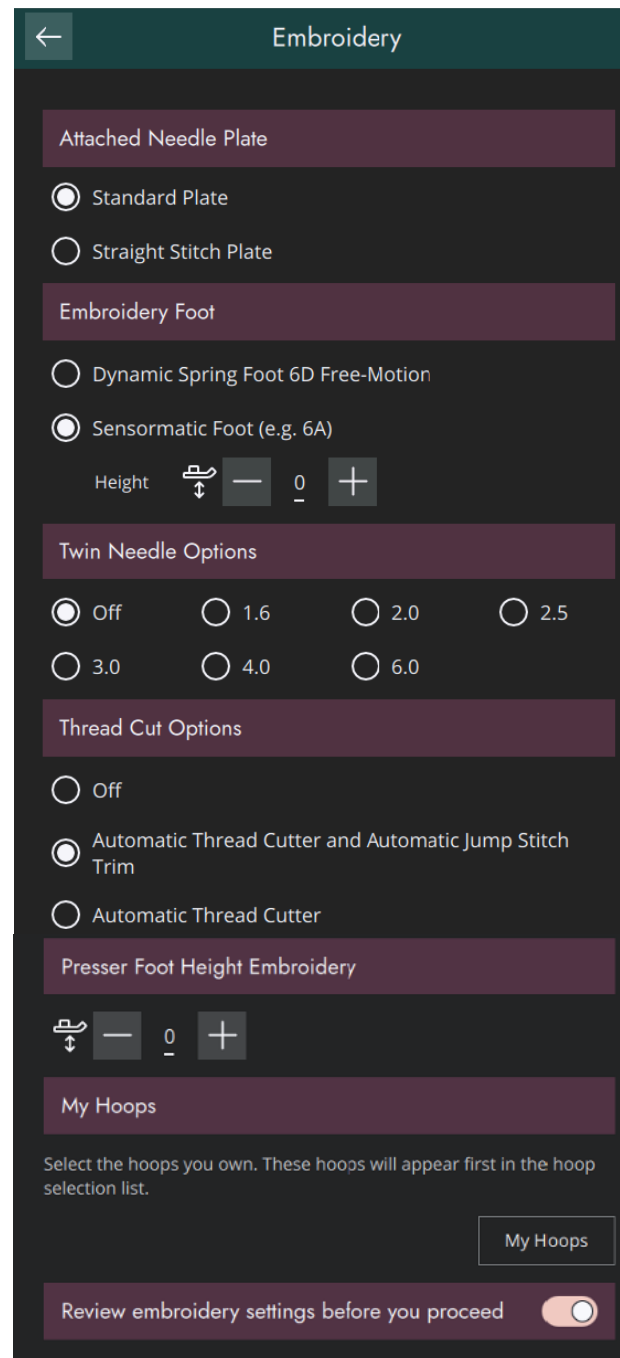 Embroidery
Attached Needle Plate
Standard Plate
Straight Stitch Plate
Embroidery Foot
Dynamic Spring Foot 6D Free-Motion
Sensormatic Foot (e.g. 6A)
Height 0
Twin Needle Options
Off 1.6 2.0 2.5
3.0 4.0 6.0
Thread Cut Options
Off
Automatic Thread Cutter and Automatic Jump Stitch
Trim
Automatic Thread Cutter
Presser Foot Height Embroidery
0
My Hoops
Select the hoops you own. These hoops will appear first in the hoop
selection list.
My Hoops
Review embroidery settings before you proceed